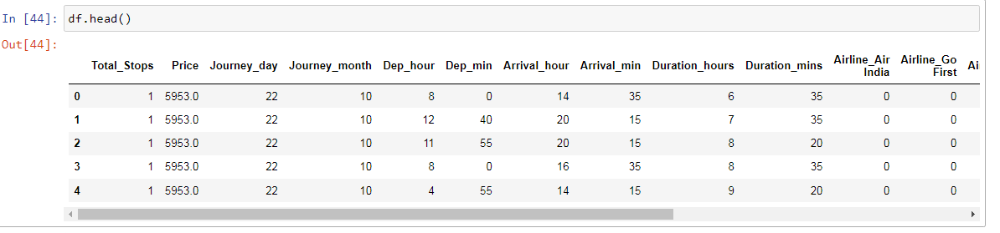 In [44]: df.head()
Out[44]:
Total_Stops Price Journey_day Journey_month Dep_hour Dep_min Arrival_hour Arrival_min Duration_hours Duration_mins Airline_Air India Airline_Go First Ai
0 1 5953.0 22 10 8 0 14 35 6 35 0 0
1 1 5953.0 22 10 12 40 20 15 7 35 0 0
2 1 5953.0 22 10 11 55 20 15 8 20 0 0
3 1 5953.0 22 10 8 0 16 35 8 35 0 0
4 1 5953.0 22 10 4 55 14 15 9 20 0 0